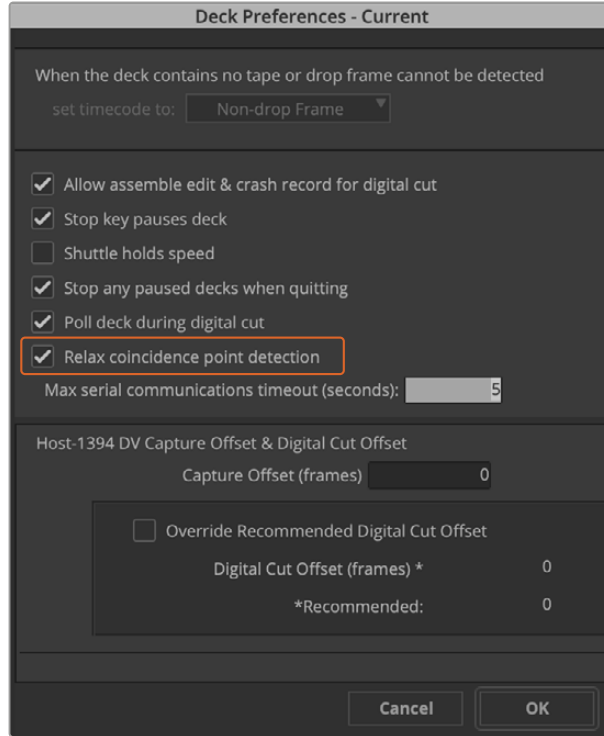 Deck Preferences - Current
When the deck contains no tape or drop frame cannot be detected
set timecode to: Non-drop Frame
Allow assemble edit & crash record for digital cut
Stop key pauses deck
Shuttle holds speed
Stop any paused decks when quitting
Poll deck during digital cut
Relax coincidence point detection
Max serial communications timeout (seconds): 5
Host-1394 DV Capture Offset & Digital Cut Offset
Capture Offset (frames) 0
Override Recommended Digital Cut Offset
Digital Cut Offset (frames) * 0
*Recommended: 0
Cancel OK